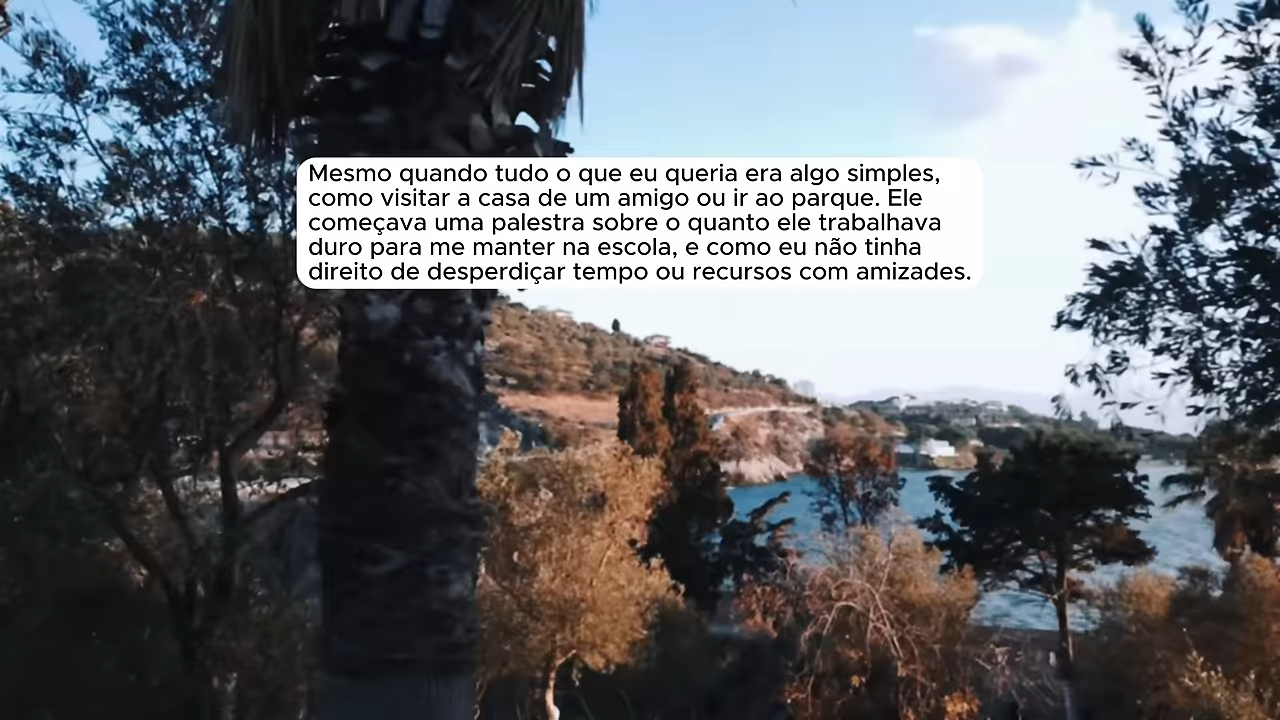 Mesmo quando tudo o que eu queria era algo simples,
como visitar a casa de um amigo ou ir ao parque. Ele
começava uma palestra sobre o quanto ele trabalhava
duro para me manter na escola, e como eu não tinha
direito de desperdiçar tempo ou recursos com amizades.